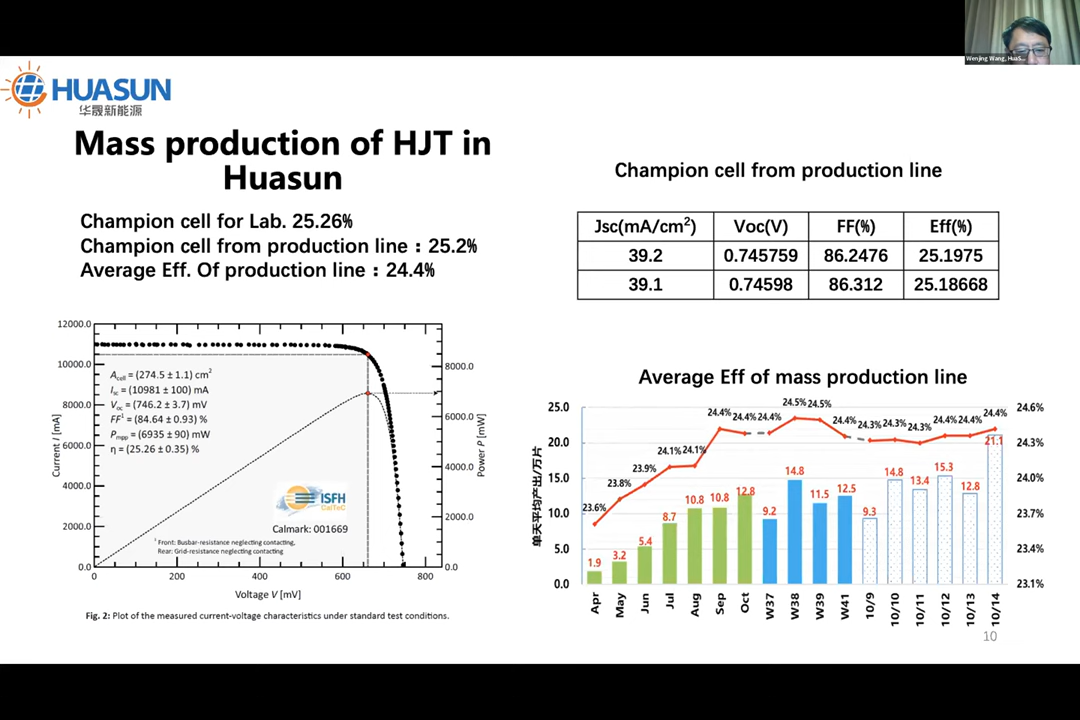 Wenjing Wang, HuaS...
HUASUN
华晟新能源
Mass production of HJT in
Huasun
Champion cell for Lab. 25.26%
Champion cell from production line：25.2%
Average Eff. Of production line：24.4%
Champion cell from production line
Jsc(mA/cm²) Voc(V) FF(%) Eff(%)
39.2 0.745759 86.2476 25.1975
39.1 0.74598 86.312 25.18668
12000.0
10000.0
8000.0
6000.0
4000.0
2000.0
0.0
Current I [mA]
A_cell = (274.5 ± 1.1) cm²
I_sc = (10981 ± 100) mA
V_oc = (746.2 ± 3.7) mV
FF¹ = (84.64 ± 0.93) %
P_mpp = (6935 ± 90) mW
η = (25.26 ± 0.35) %
ISFH
CalTeC
Calmark: 001669
¹ Front: Busbar-resistance neglecting contacting,
Rear: Grid-resistance neglecting contacting
8000.0
6000.0
4000.0
2000.0
0.0
Power P [mW]
0 200 400 600 800
Voltage V [mV]
Fig. 2: Plot of the measured current-voltage characteristics under standard test conditions.
Average Eff of mass production line
单天平均产出/万片
25.0
20.0
15.0
10.0
5.0
0.0
23.6% 23.8% 23.9% 24.1% 24.1% 24.4% 24.4% 24.4% 24.5% 24.5% 24.4% 24.3% 24.3% 24.3% 24.4% 24.4% 24.4%
1.9 3.2 5.4 8.7 10.8 10.8 12.8 9.2 14.8 11.5 12.5 9.3 14.8 13.4 15.3 12.8 21.1
24.6%
24.3%
24.0%
23.7%
23.4%
23.1%
Apr May Jun Jul Aug Sep Oct W37 W38 W39 W41 10/9 10/10 10/11 10/12 10/13 10/14
10